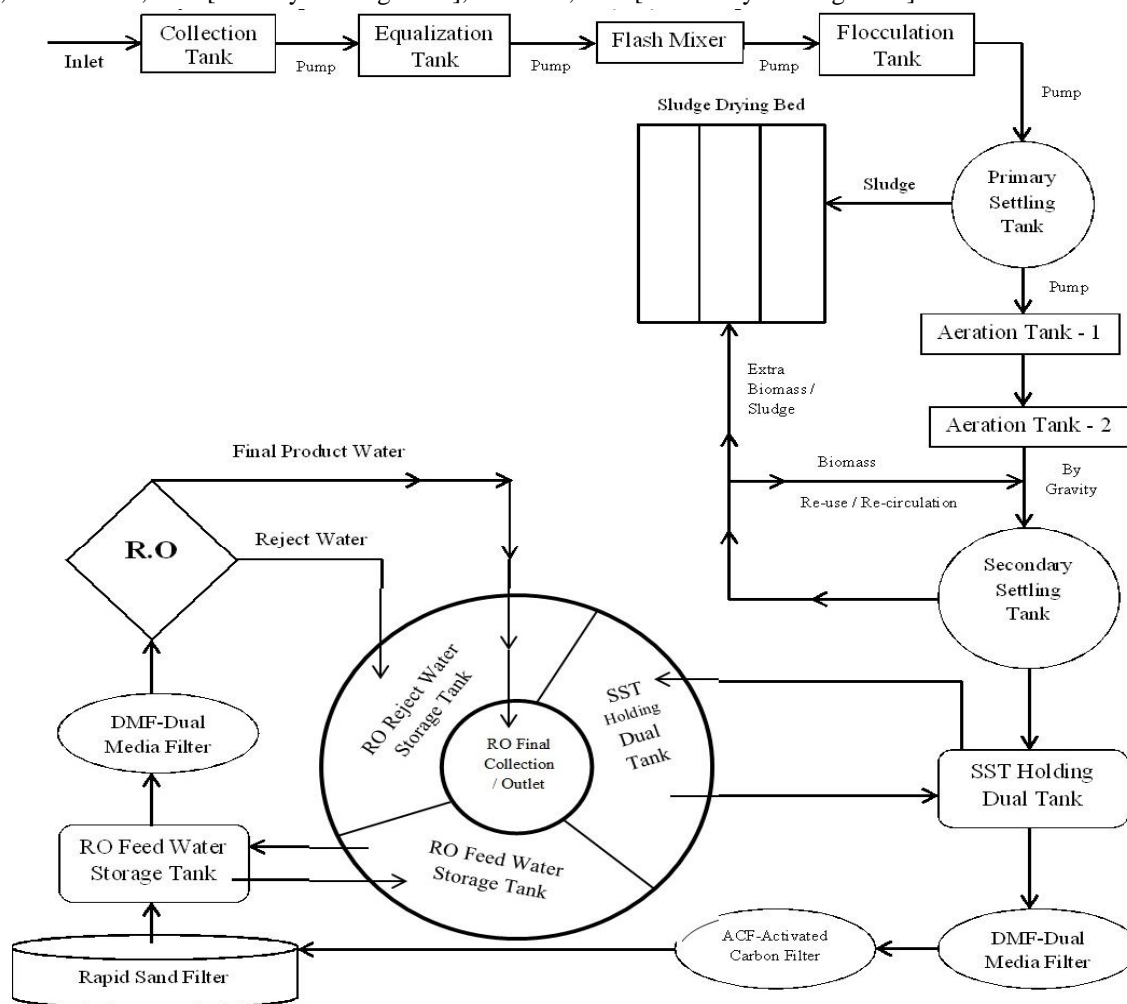 Inlet
Collection
Tank
Pump
Equalization
Tank
Pump
Flash Mixer
Pump
Flocculation
Tank
Pump
Sludge Drying Bed
Sludge
Primary
Settling
Tank
Pump
Aeration Tank - 1
Extra
Biomass /
Sludge
Aeration Tank - 2
Biomass
Re-use / Re-circulation
By
Gravity
Final Product Water
R.O
Reject Water
Secondary
Settling
Tank
RO Reject Water
Storage Tank
SST
Holding
Dual
Tank
RO Final
Collection
/ Outlet
DMF-Dual
Media Filter
SST Holding
Dual Tank
RO Feed Water
Storage Tank
RO Feed Water
Storage Tank
Rapid Sand Filter
ACF-Activated
Carbon Filter
DMF-Dual
Media Filter